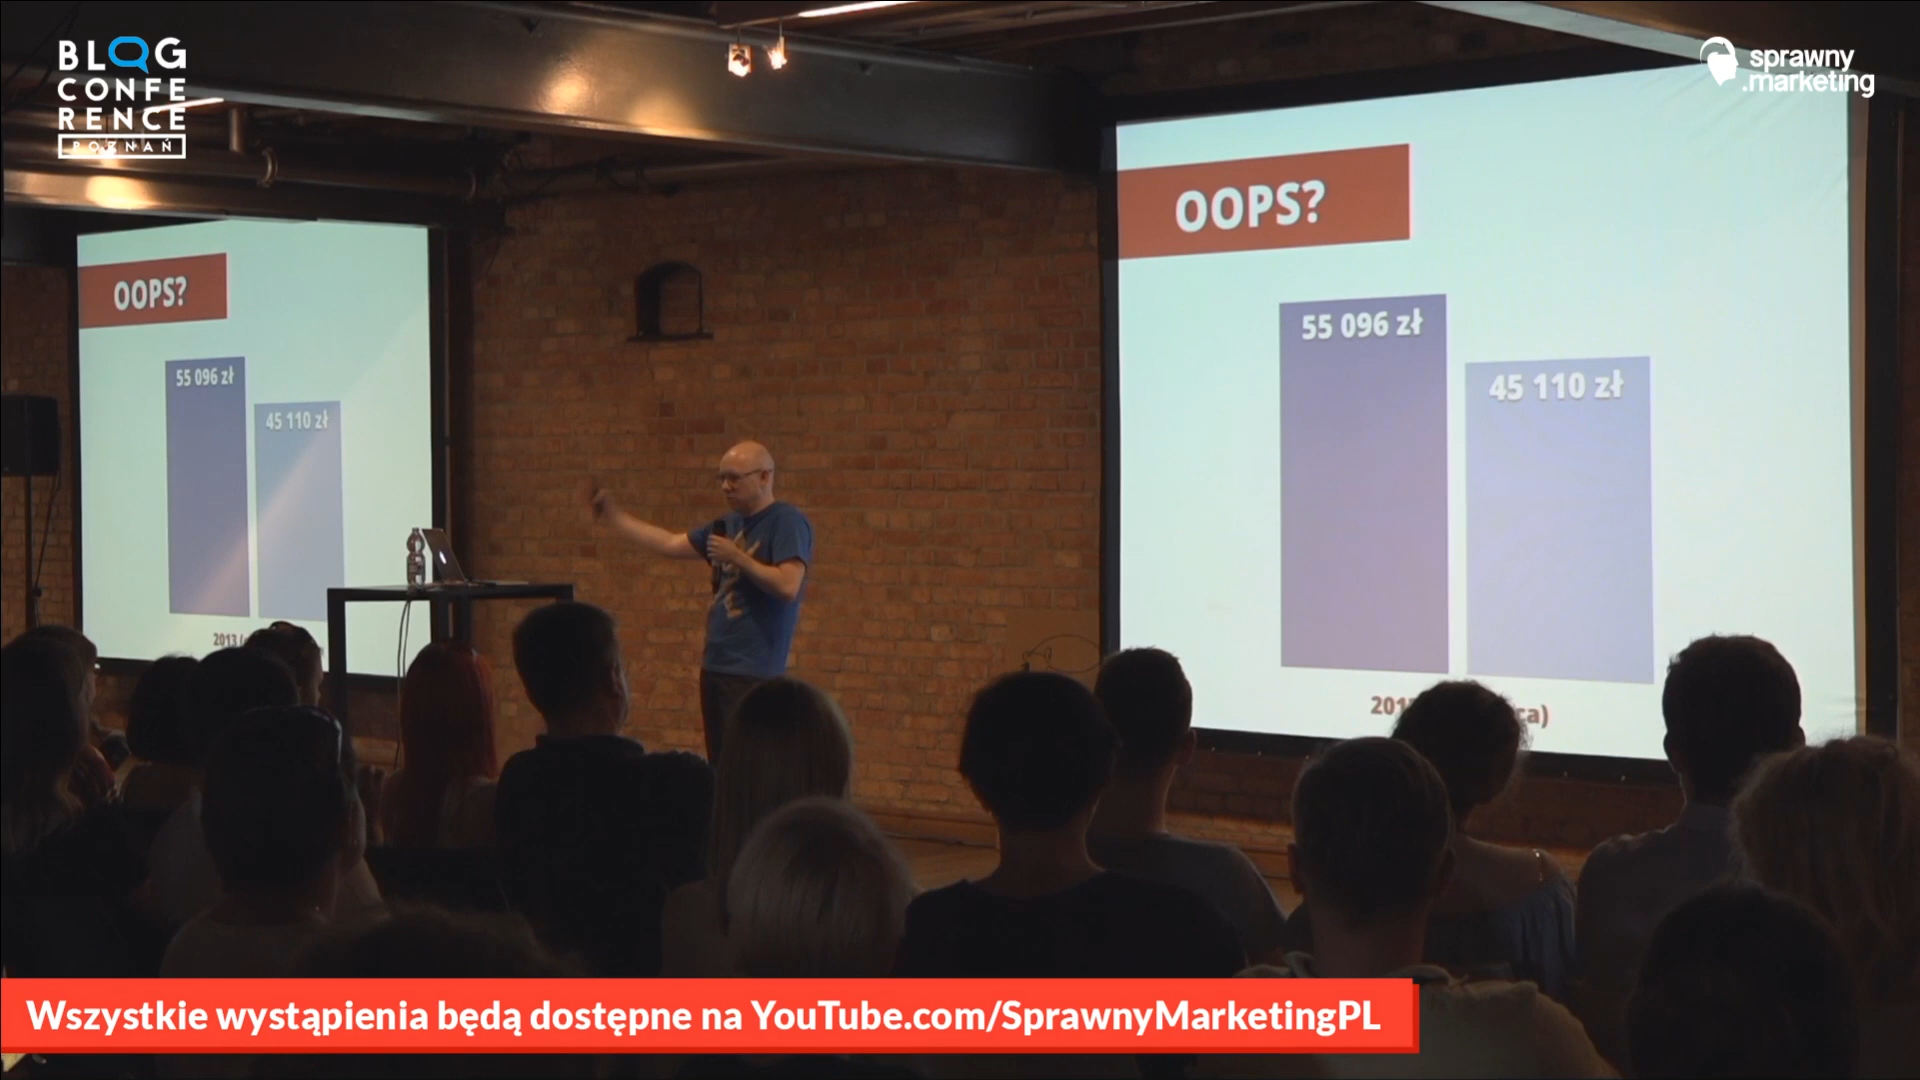 BLOG
CONFE
RENCE
POZNAŃ
sprawny
.marketing
OOPS?
55 096 zł
45 110 zł
2013
OOPS?
55 096 zł
45 110 zł
Wszystkie wystąpienia będą dostępne na YouTube.com/SprawnyMarketingPL